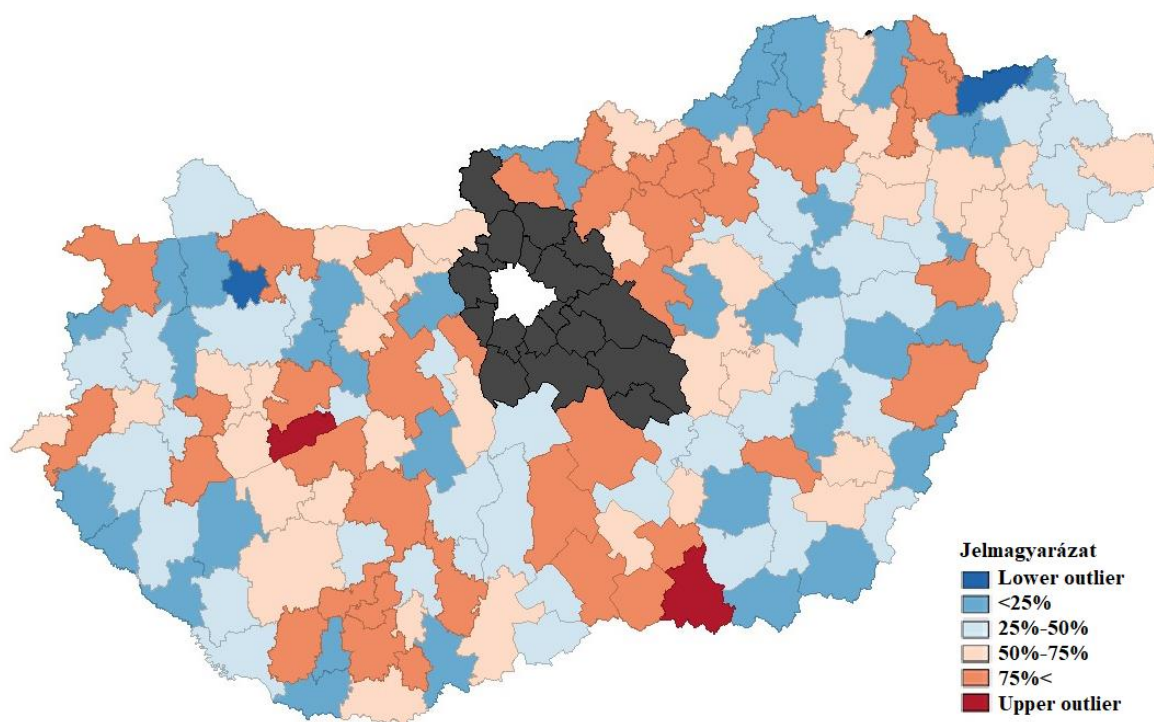 Jelmagyarázat
Lower outlier
<25%
25%-50%
50%-75%
75%<
Upper outlier